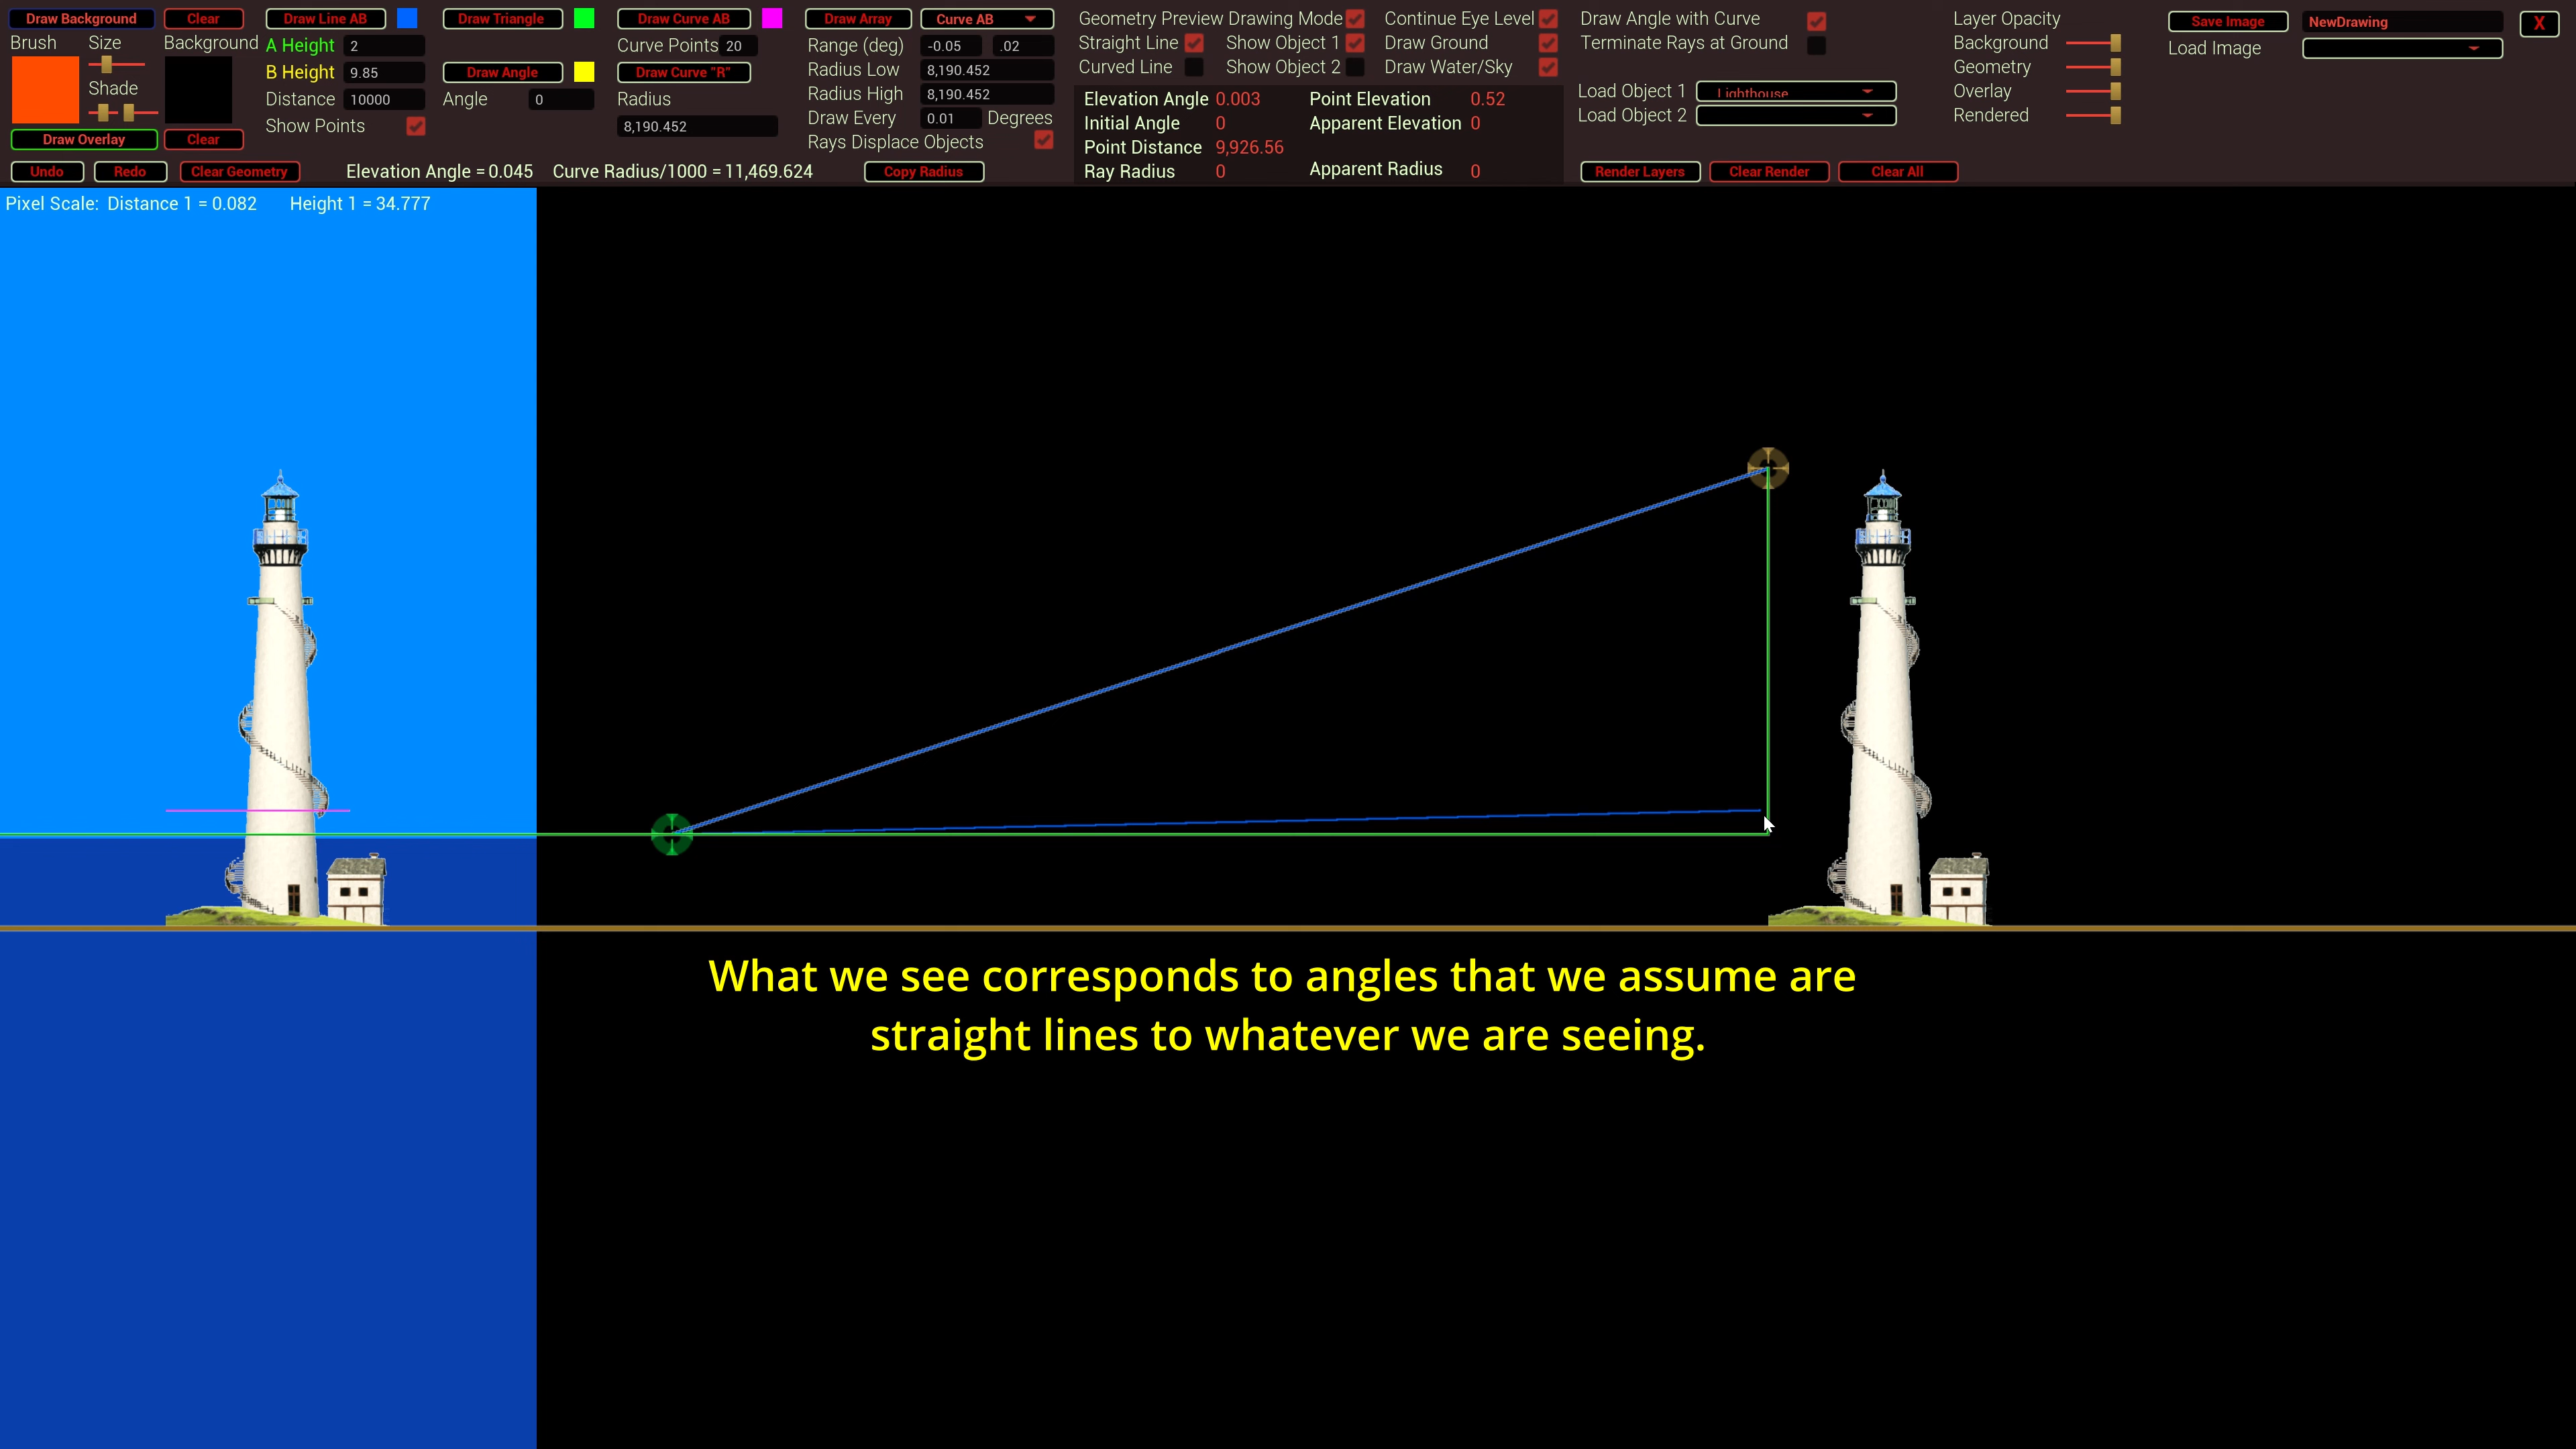 Draw Background Clear Draw Line AB Draw Triangle Draw Curve AB Draw Array Curve AB
Brush Size Background A Height 2 Curve Points 20 Range (deg) -0.05 .02
B Height 9.85 Draw Angle Draw Curve "R" Radius Low 8,190.452
Shade Distance 10000 Angle 0 Radius Radius High 8,190.452
Show Points 8,190.452 Draw Every 0.01 Degrees
Draw Overlay Clear Rays Displace Objects
Undo Redo Clear Geometry Elevation Angle = 0.045 Curve Radius/1000 = 11,469.624 Copy Radius
Geometry Preview Drawing Mode Continue Eye Level Draw Angle with Curve Layer Opacity Save Image NewDrawing X
Straight Line Show Object 1 Draw Ground Terminate Rays at Ground Background Load Image
Curved Line Show Object 2 Draw Water/Sky Geometry
Elevation Angle 0.003 Point Elevation 0.52 Load Object 1 Lighthouse Overlay
Initial Angle 0 Apparent Elevation 0 Load Object 2 Rendered
Point Distance 9,926.56
Ray Radius 0 Apparent Radius 0 Render Layers Clear Render Clear All
Pixel Scale: Distance 1 = 0.082 Height 1 = 34.777
What we see corresponds to angles that we assume are
straight lines to whatever we are seeing.